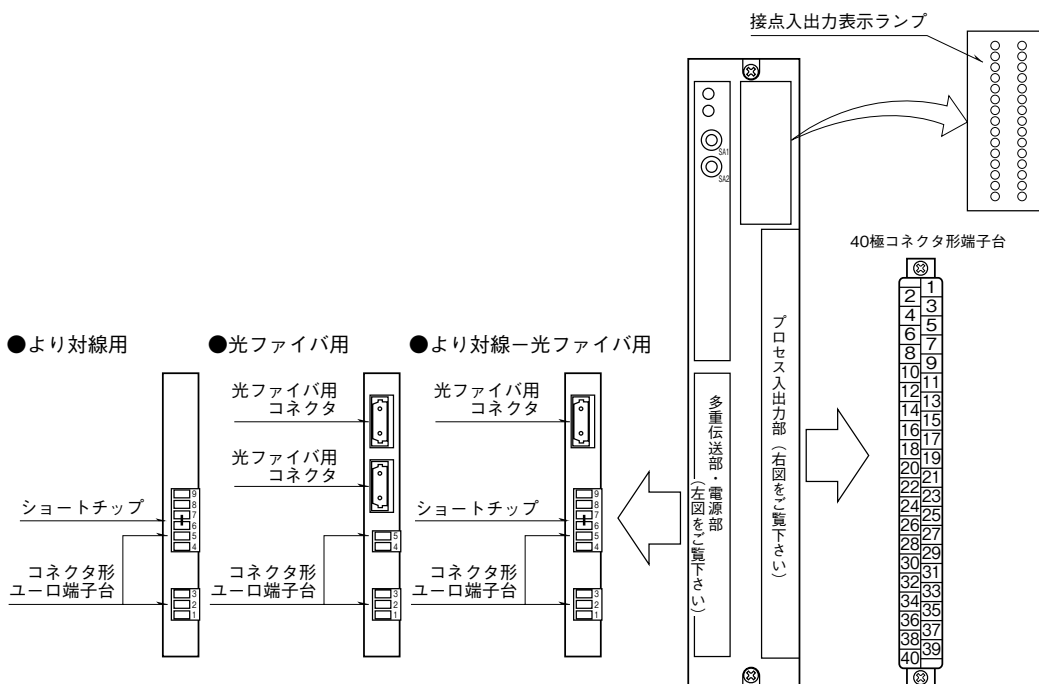 接点入出力表示ランプ
SA1
SA2
40極コネクタ形端子台
1
2
3
4
5
6
7
8
9
10
11
12
13
14
15
16
17
18
19
20
21
22
23
24
25
26
27
28
29
30
31
32
33
34
35
36
37
38
39
40
プロセス入出力部（右図をご覧下さい）
多重伝送部・電源部
（左図をご覧下さい）
●より対線用
ショートチップ
コネクタ形
ユーロ端子台
9
8
7
6
5
4
3
2
1
●光ファイバ用
光ファイバ用
コネクタ
光ファイバ用
コネクタ
コネクタ形
ユーロ端子台
5
4
3
2
1
●より対線－光ファイバ用
光ファイバ用
コネクタ
ショートチップ
コネクタ形
ユーロ端子台
9
8
7
6
5
4
3
2
1